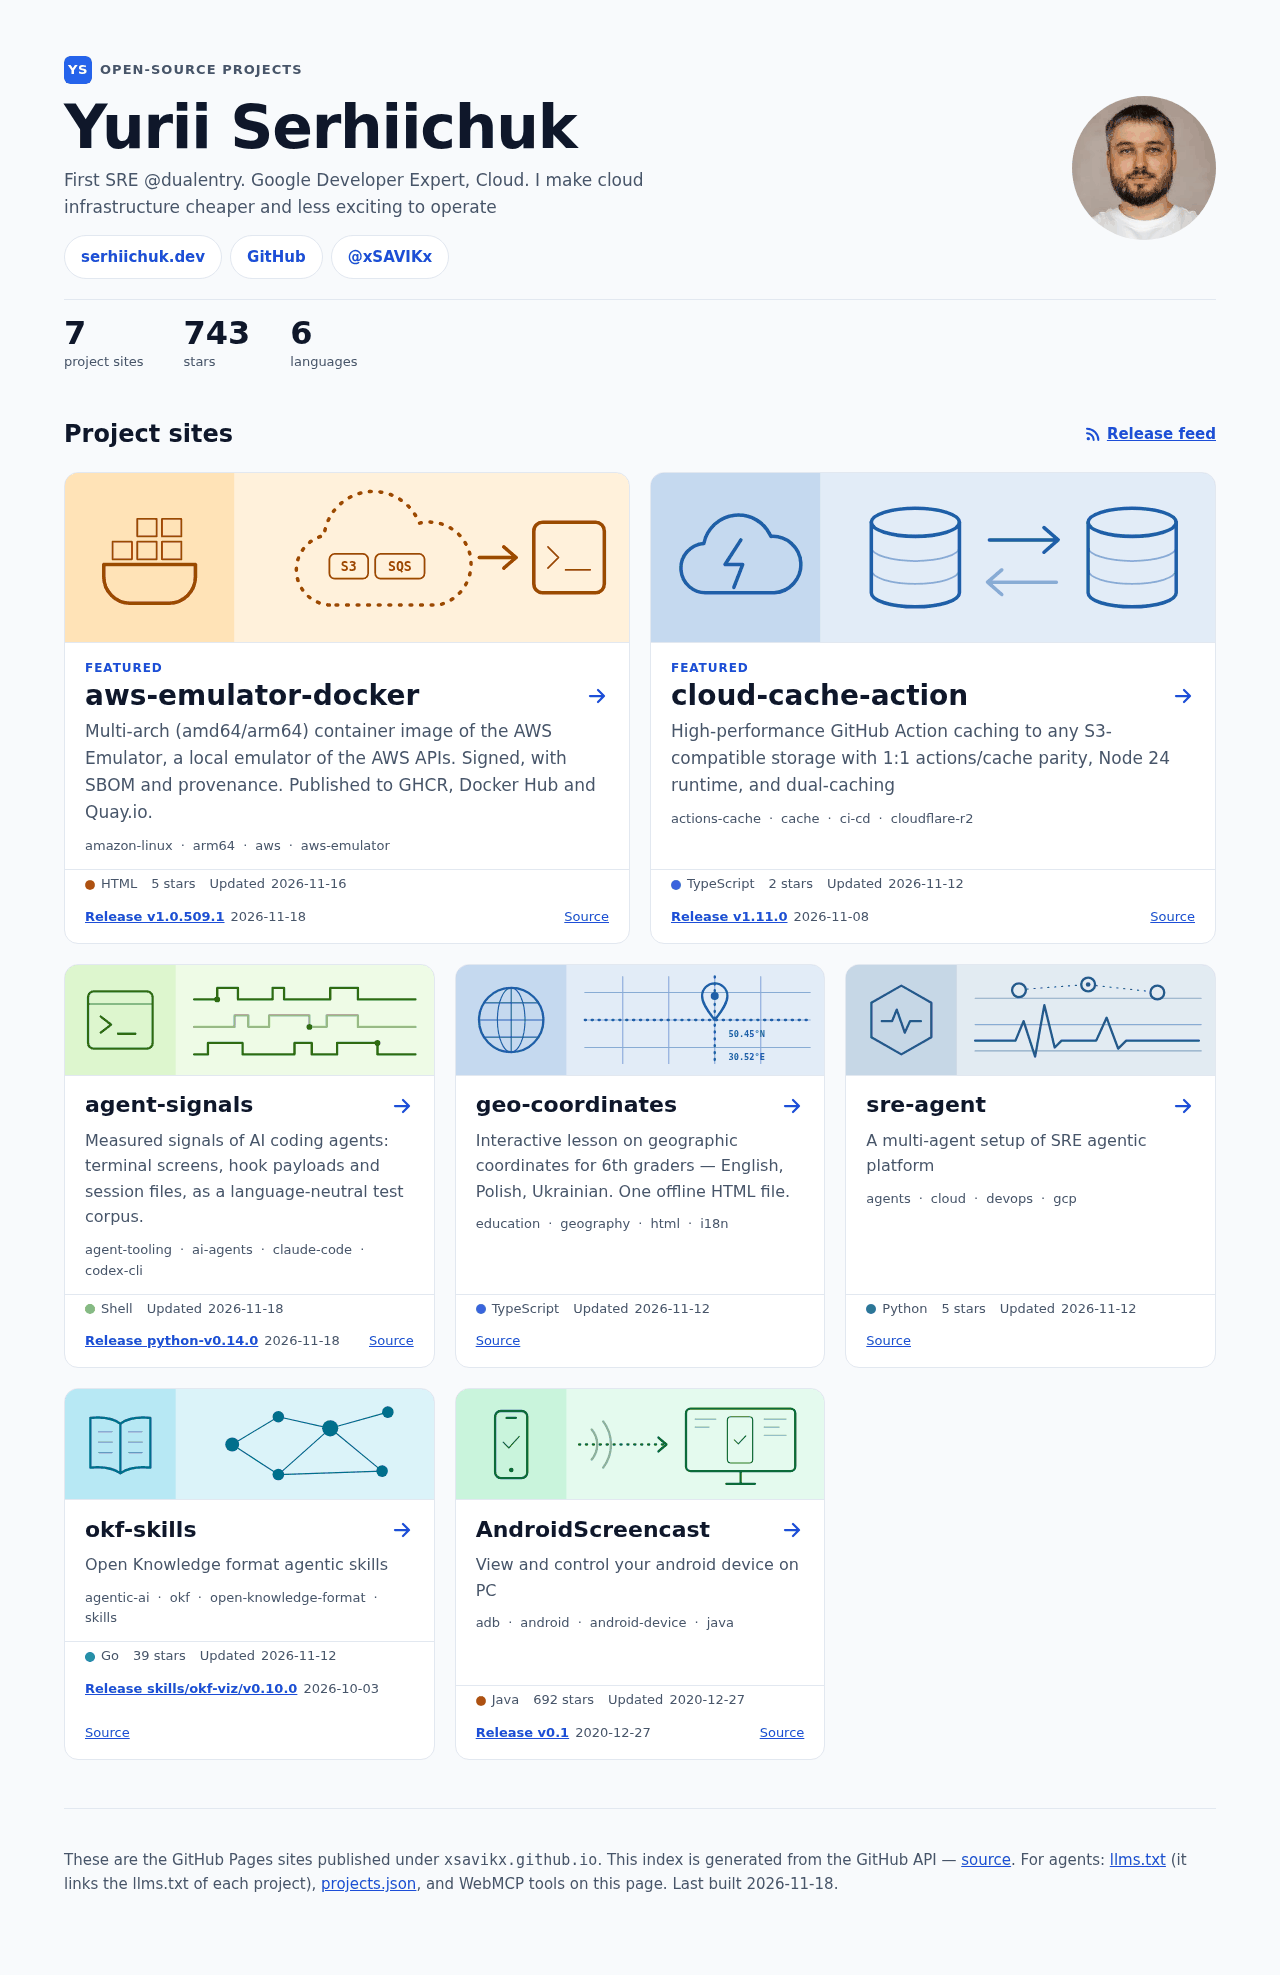 YS OPEN-SOURCE PROJECTS
Yurii Serhiichuk
First SRE @dualentry. Google Developer Expert, Cloud. I make cloud
infrastructure cheaper and less exciting to operate
serhiichuk.dev GitHub @xSAVIKx
7 743 6
project sites stars languages
Project sites Release feed
S3 SQS
FEATURED
aws-emulator-docker
Multi-arch (amd64/arm64) container image of the AWS
Emulator, a local emulator of the AWS APIs. Signed, with
SBOM and provenance. Published to GHCR, Docker Hub and
Quay.io.
amazon-linux · arm64 · aws · aws-emulator
HTML 5 stars Updated 2026-11-16
Release v1.0.509.1 2026-11-18 Source
FEATURED
cloud-cache-action
High-performance GitHub Action caching to any S3-
compatible storage with 1:1 actions/cache parity, Node 24
runtime, and dual-caching
actions-cache · cache · ci-cd · cloudflare-r2
TypeScript 2 stars Updated 2026-11-12
Release v1.11.0 2026-11-08 Source
agent-signals
Measured signals of AI coding agents:
terminal screens, hook payloads and
session files, as a language-neutral test
corpus.
agent-tooling · ai-agents · claude-code ·
codex-cli
Shell Updated 2026-11-18
Release python-v0.14.0 2026-11-18 Source
50.45°N
30.52°E
geo-coordinates
Interactive lesson on geographic
coordinates for 6th graders — English,
Polish, Ukrainian. One offline HTML file.
education · geography · html · i18n
TypeScript Updated 2026-11-12
Source
sre-agent
A multi-agent setup of SRE agentic
platform
agents · cloud · devops · gcp
Python 5 stars Updated 2026-11-12
Source
okf-skills
Open Knowledge format agentic skills
agentic-ai · okf · open-knowledge-format ·
skills
Go 39 stars Updated 2026-11-12
Release skills/okf-viz/v0.10.0 2026-10-03
Source
AndroidScreencast
View and control your android device on
PC
adb · android · android-device · java
Java 692 stars Updated 2020-12-27
Release v0.1 2020-12-27 Source
These are the GitHub Pages sites published under xsavikx.github.io. This index is generated from the GitHub API — source. For agents: llms.txt (it
links the llms.txt of each project), projects.json, and WebMCP tools on this page. Last built 2026-11-18.